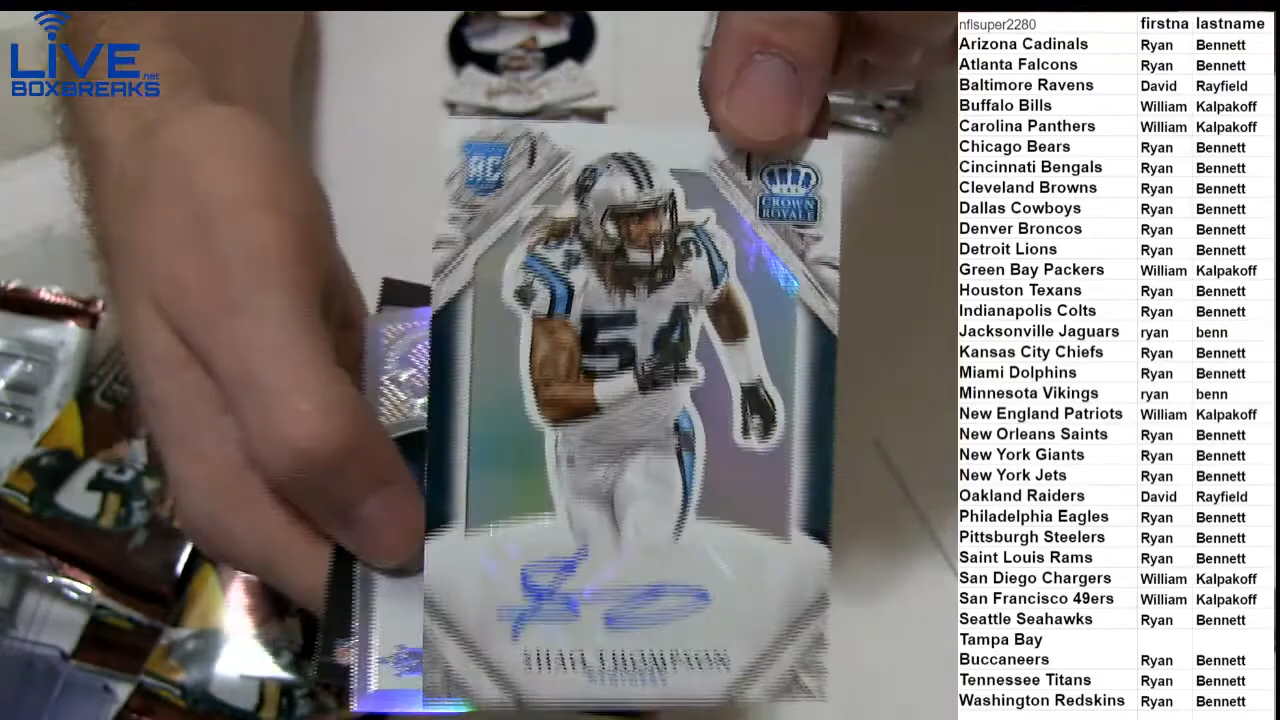 LIVE
.net
BOXBREAKS
RC
CROWN
ROYALE
54
THOMPSON
nflsuper2280 firstna lastname
Arizona Cadinals Ryan Bennett
Atlanta Falcons Ryan Bennett
Baltimore Ravens David Rayfield
Buffalo Bills William Kalpakoff
Carolina Panthers William Kalpakoff
Chicago Bears Ryan Bennett
Cincinnati Bengals Ryan Bennett
Cleveland Browns Ryan Bennett
Dallas Cowboys Ryan Bennett
Denver Broncos Ryan Bennett
Detroit Lions Ryan Bennett
Green Bay Packers William Kalpakoff
Houston Texans Ryan Bennett
Indianapolis Colts Ryan Bennett
Jacksonville Jaguars ryan benn
Kansas City Chiefs Ryan Bennett
Miami Dolphins Ryan Bennett
Minnesota Vikings ryan benn
New England Patriots William Kalpakoff
New Orleans Saints Ryan Bennett
New York Giants Ryan Bennett
New York Jets Ryan Bennett
Oakland Raiders David Rayfield
Philadelphia Eagles Ryan Bennett
Pittsburgh Steelers Ryan Bennett
Saint Louis Rams Ryan Bennett
San Diego Chargers William Kalpakoff
San Francisco 49ers William Kalpakoff
Seattle Seahawks Ryan Bennett
Tampa Bay
Buccaneers Ryan Bennett
Tennessee Titans Ryan Bennett
Washington Redskins Ryan Bennett